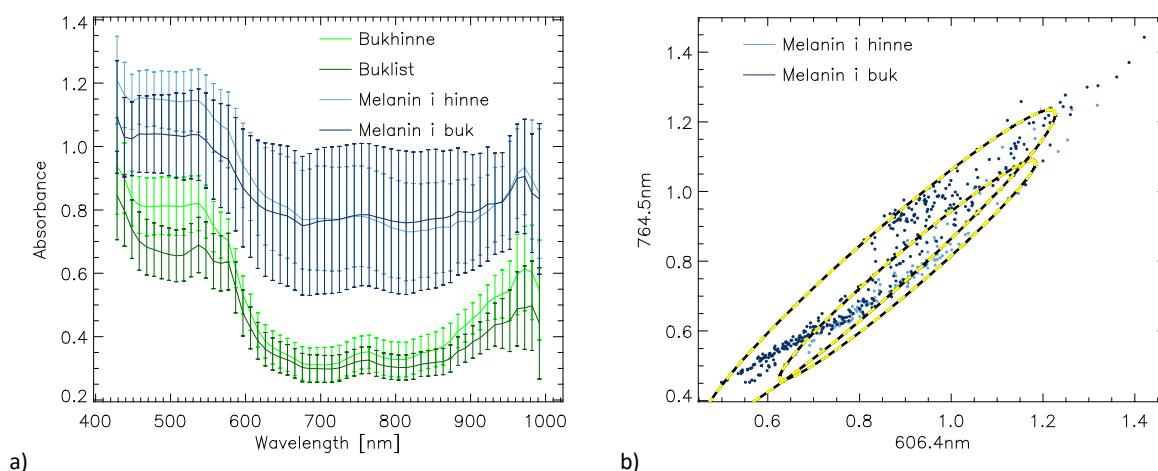 Bukhinne
Buklist
Melanin i hinne
Melanin i buk
1.4
1.2
1.0
0.8
0.6
0.4
0.2
Absorbance
400 500 600 700 800 900 1000
Wavelength [nm]
a)
Melanin i hinne
Melanin i buk
1.4
1.2
1.0
0.8
0.6
0.4
764.5nm
0.6 0.8 1.0 1.2 1.4
606.4nm
b)